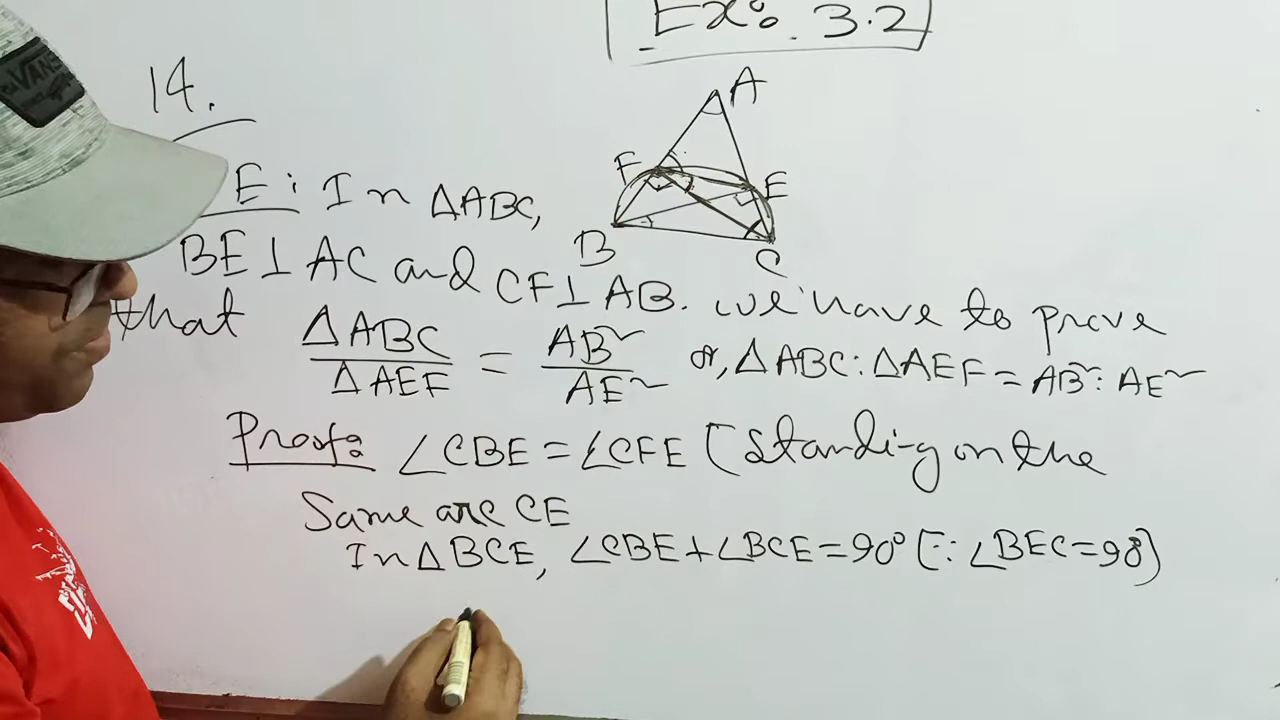 Ex: 3.2
14.
E: In ΔABC,
BE⊥AC and CF⊥AB. we have to prove
that ΔABC/ΔAEF = AB²/AE² or, ΔABC:ΔAEF = AB²:AE²
Proof: ∠CBE = ∠CFE (Standing on the
Same arc CE
In ΔBCE, ∠CBE+∠BCE=90° (∵ ∠BEC=90°)
A
F
E
B
C
VANS